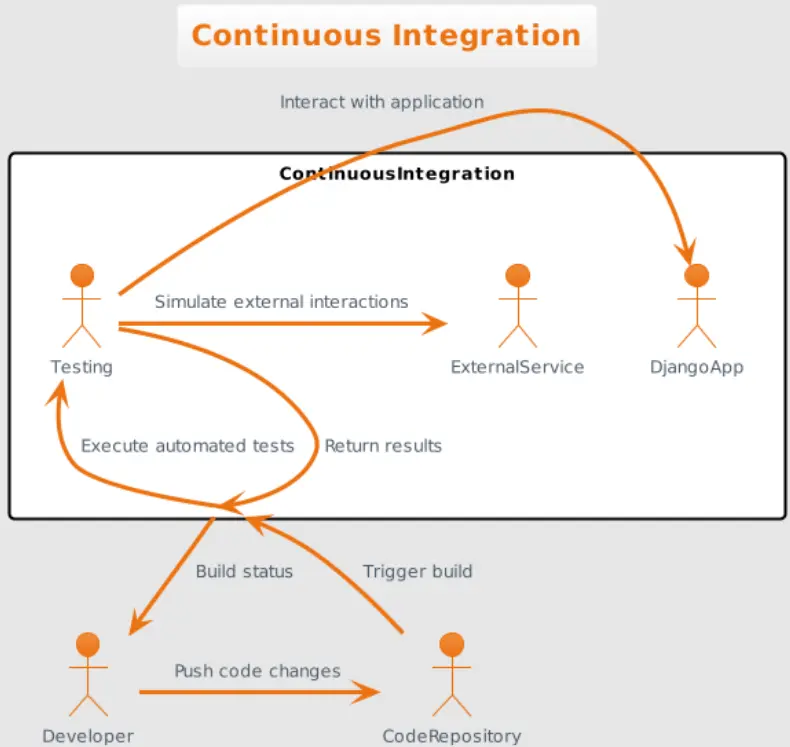 Continuous Integration
Interact with application
ContinuousIntegration
Simulate external interactions
Testing
ExternalService
DjangoApp
Execute automated tests
Return results
Build status
Trigger build
Push code changes
Developer
CodeRepository